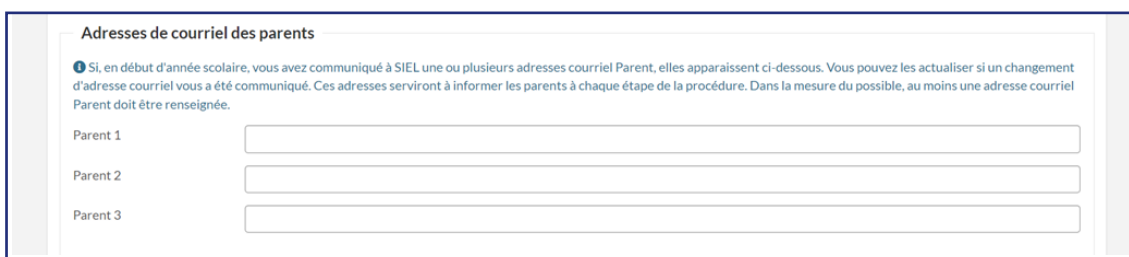 Adresses de courriel des parents
Si, en début d'année scolaire, vous avez communiqué à SIEL une ou plusieurs adresses courriel Parent, elles apparaissent ci-dessous. Vous pouvez les actualiser si un changement
d'adresse courriel vous a été communiqué. Ces adresses serviront à informer les parents à chaque étape de la procédure. Dans la mesure du possible, au moins une adresse courriel
Parent doit être renseignée.
Parent 1
Parent 2
Parent 3